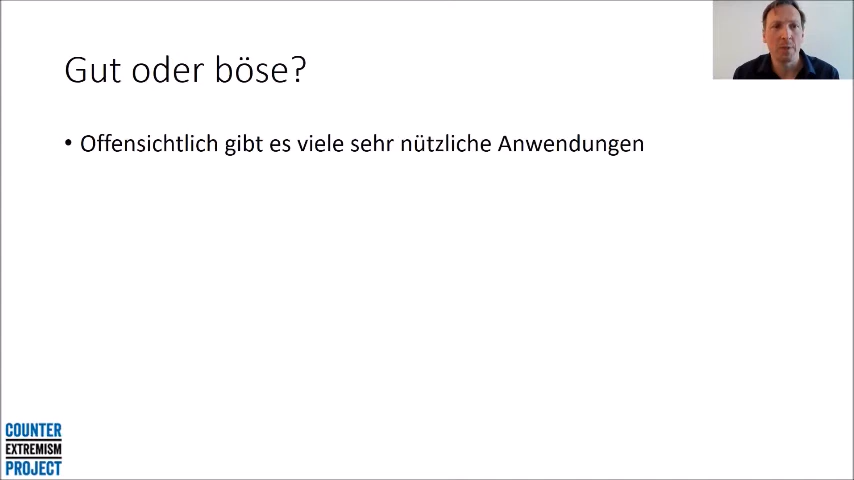 Gut oder böse?
• Offensichtlich gibt es viele sehr nützliche Anwendungen
COUNTER
EXTREMISM
PROJECT